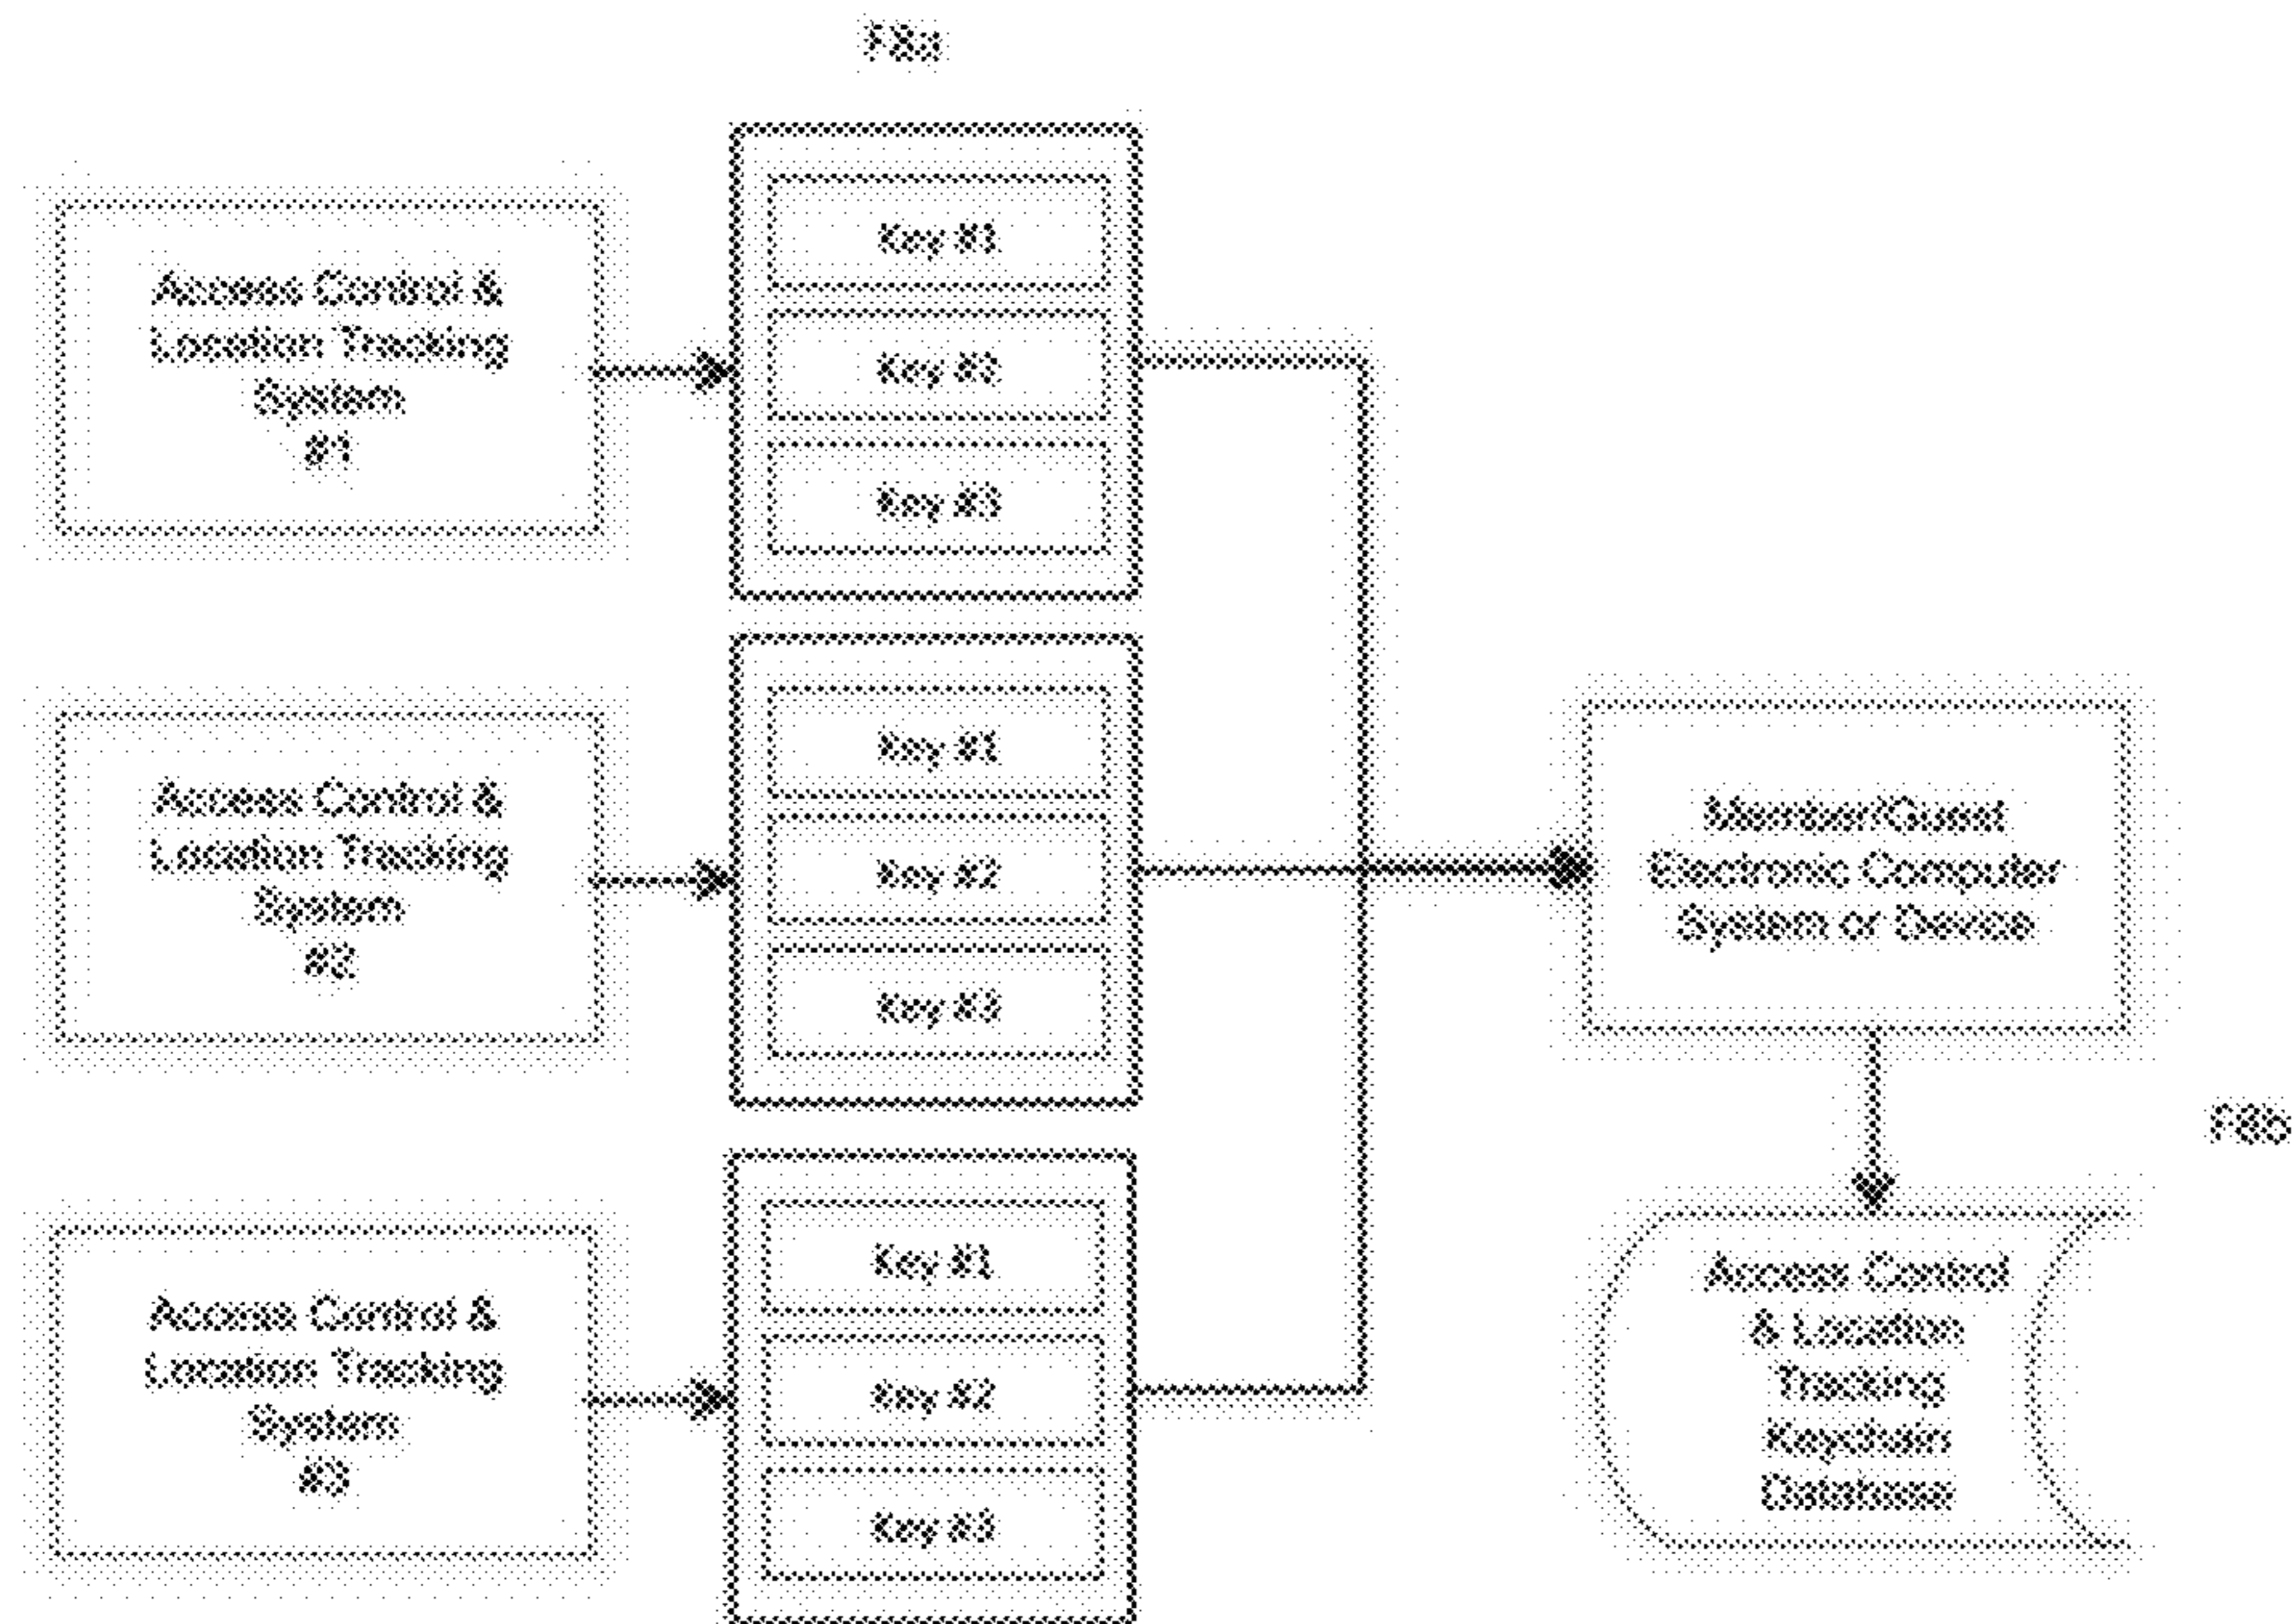 F8a
Access Control &
Location Tracking
System
#1
Key #1
Key #2
Key #3
Access Control &
Location Tracking
System
#2
Key #1
Key #2
Key #3
Member/Guest
Electronic Computer
System or Device
F8b
Access Control &
Location Tracking
System
#3
Key #1
Key #2
Key #3
Access Control
& Location
Tracking
Keychain
Database